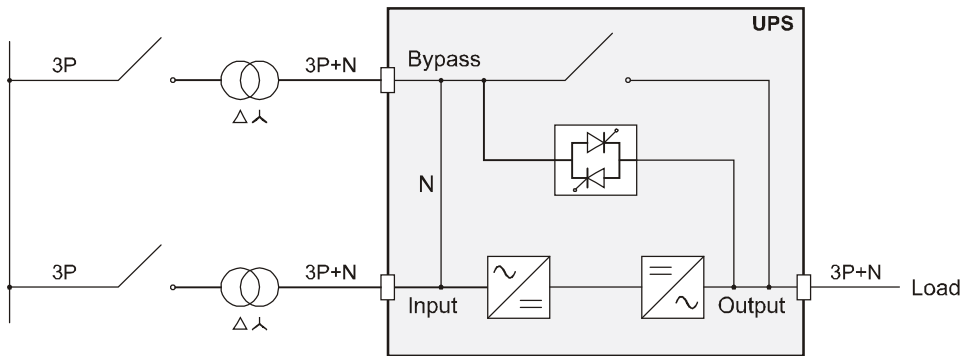 UPS
3P
3P+N
Bypass
N
3P
3P+N
Input
Output
3P+N
Load